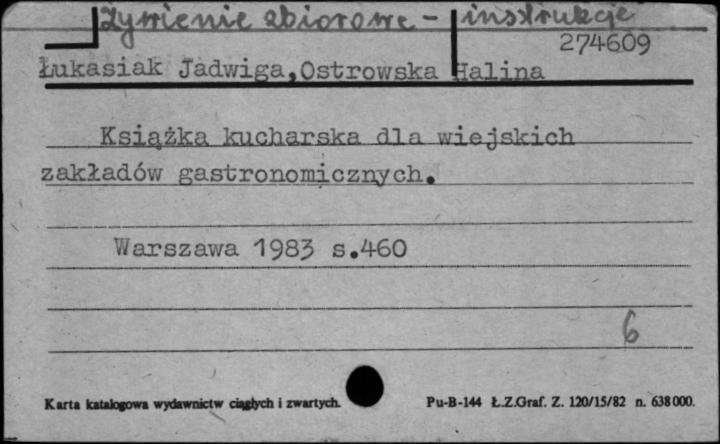 Żywienie zbiorowe - instrukcje
274609
Łukasiak Jadwiga,Ostrowska Halina
Książka kucharska dla wiejskich
zakładów gastronomicznych.
Warszawa 1983 s.460
6
Karta katalogowa wydawnictw ciągłych i zwartych. Pu-B-144 Ł.Z.Graf. Z. 120/15/82 n. 638000.